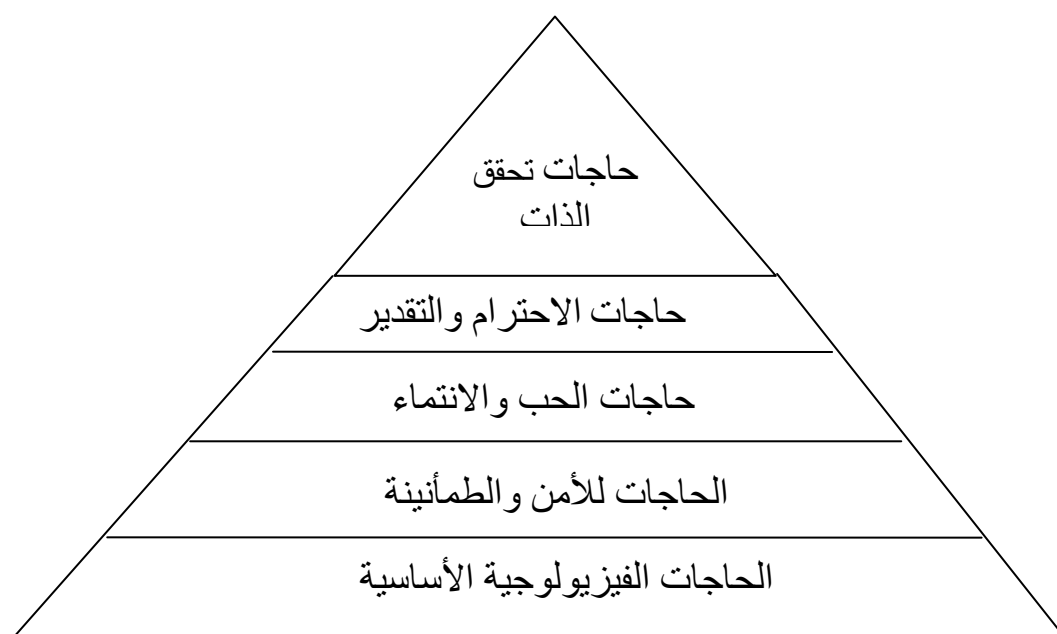 حاجات تحقق
الذات
حاجات الاحترام والتقدير
حاجات الحب والانتماء
الحاجات للأمن والطمأنينة
الحاجات الفيزيولوجية الأساسية